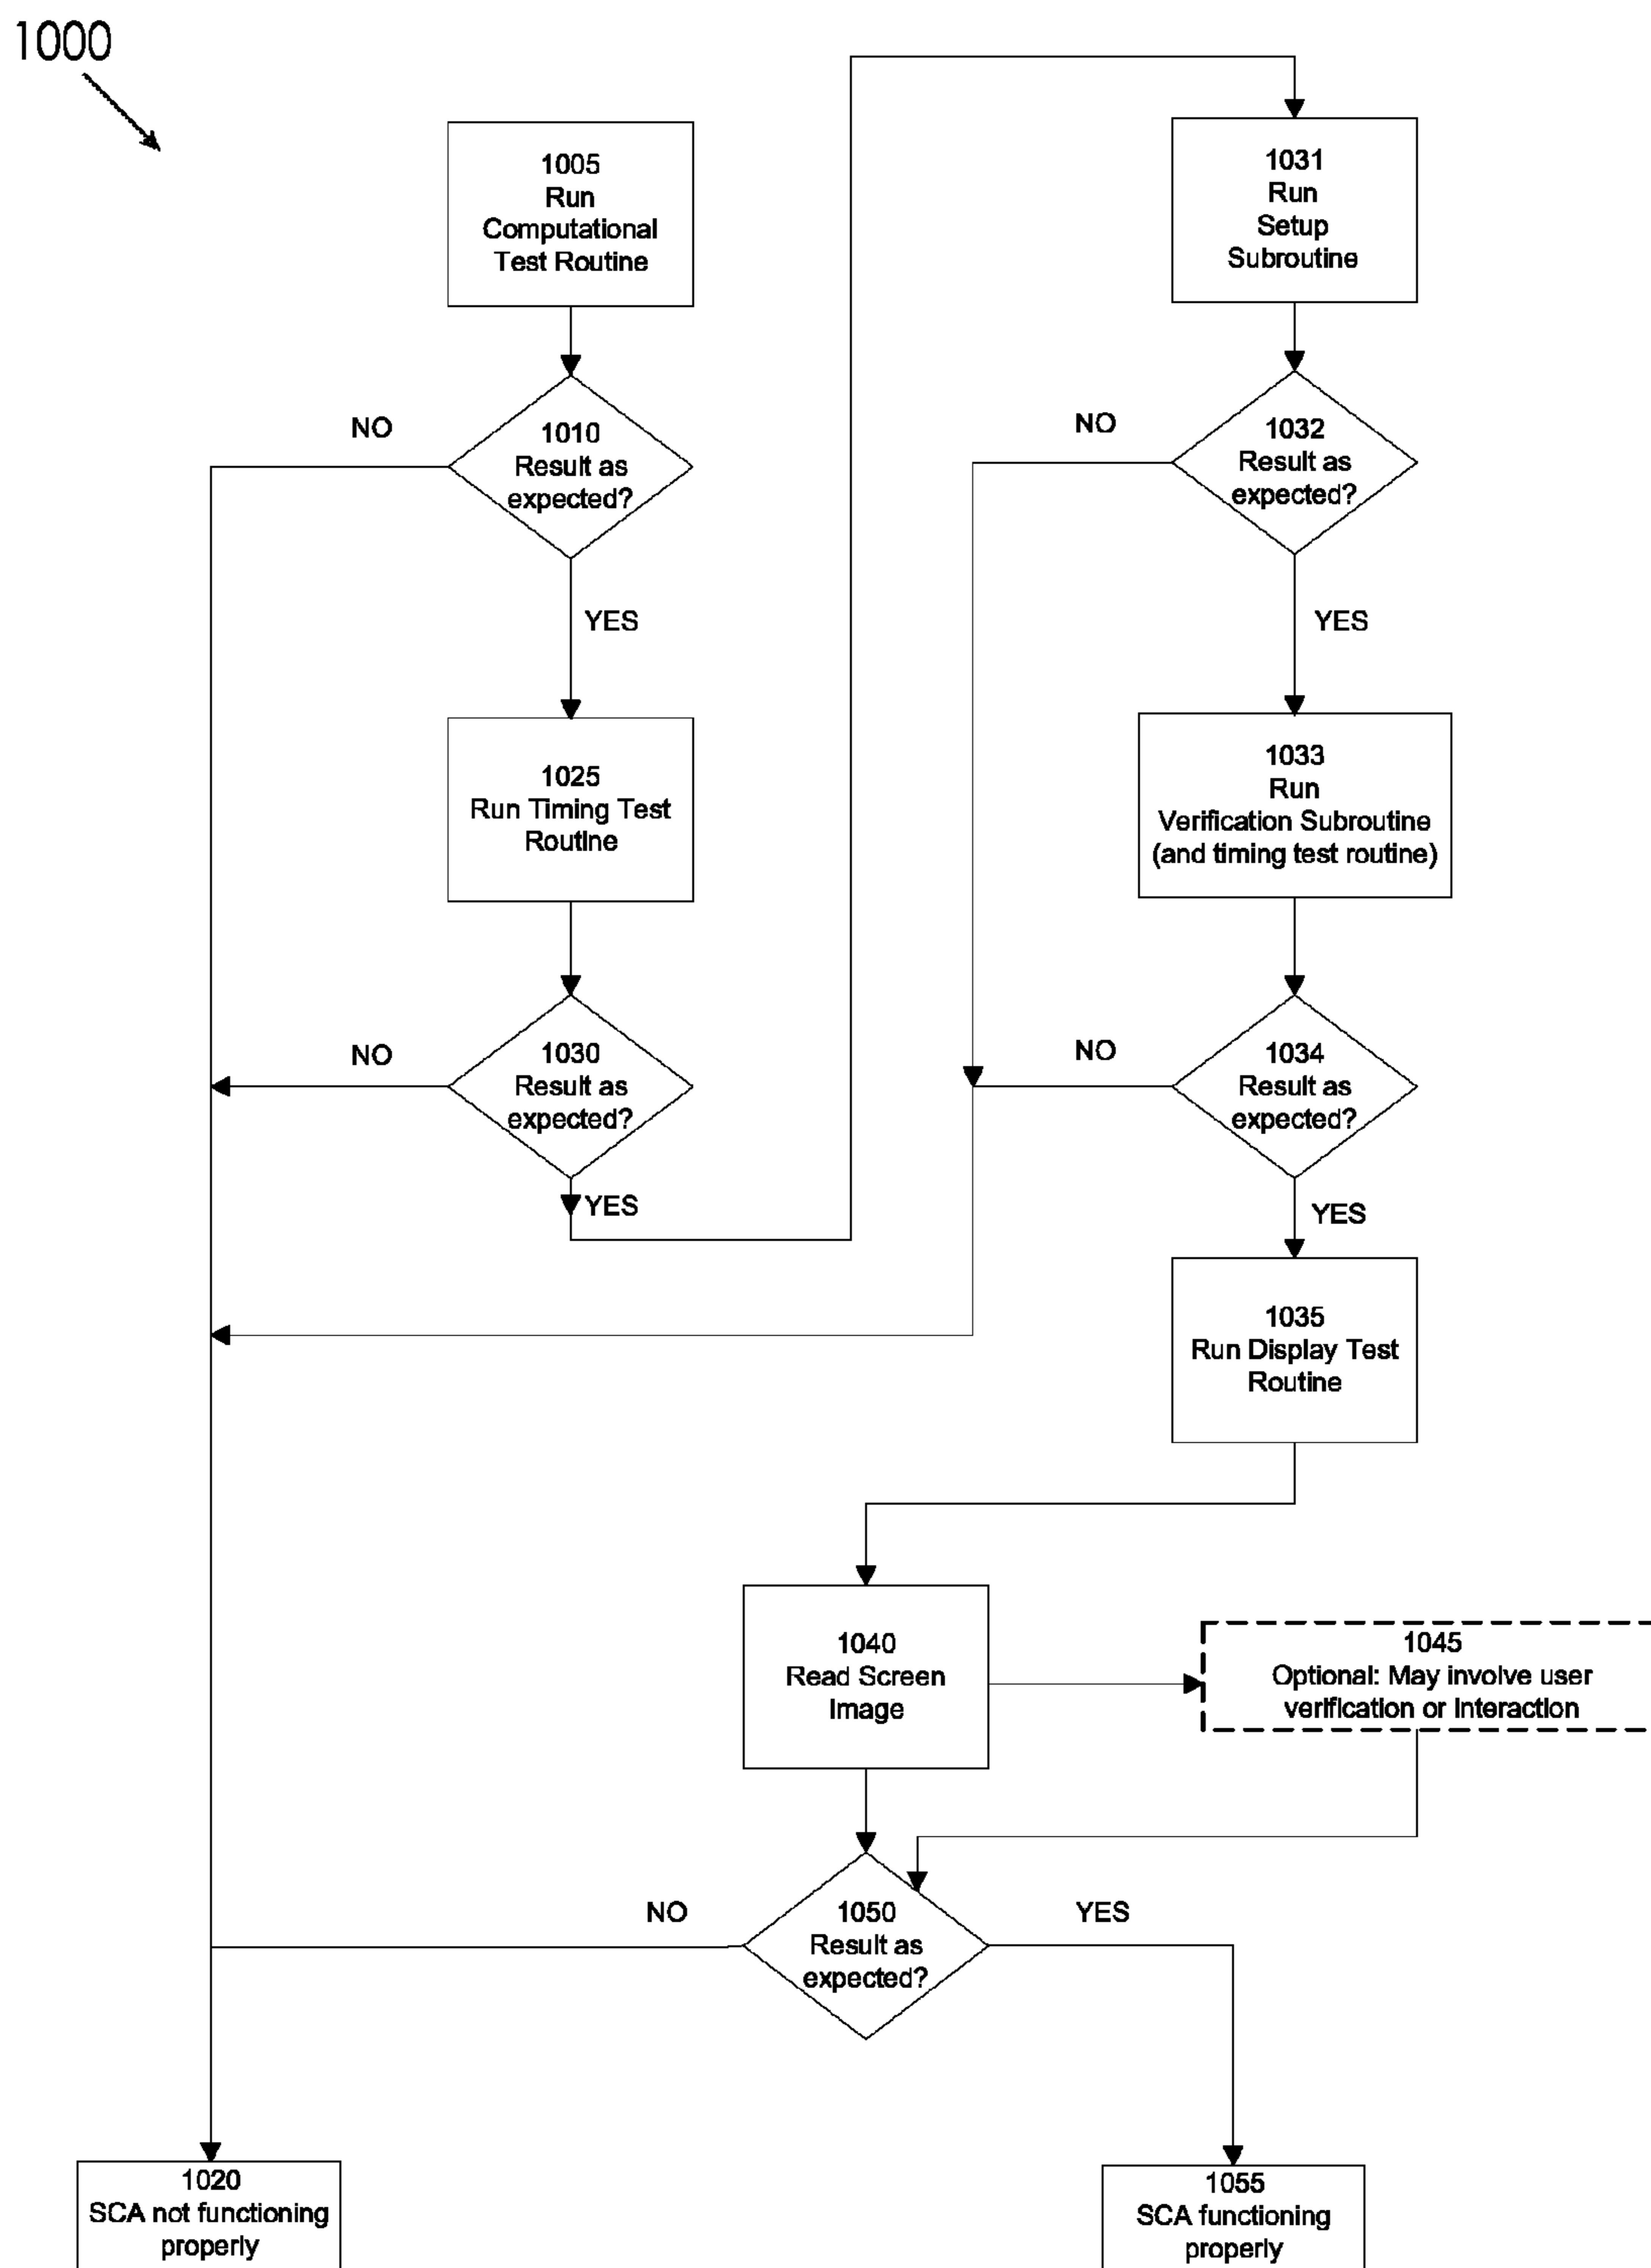 1000
1005
Run
Computational
Test Routine
1010
Result as
expected?
NO
YES
1025
Run Timing Test
Routine
1030
Result as
expected?
NO
YES
1031
Run
Setup
Subroutine
1032
Result as
expected?
NO
YES
1033
Run
Verification Subroutine
(and timing test routine)
1034
Result as
expected?
NO
YES
1035
Run Display Test
Routine
1040
Read Screen
Image
1045
Optional: May involve user
verification or interaction
1050
Result as
expected?
NO
YES
1020
SCA not functioning
properly
1055
SCA functioning
properly